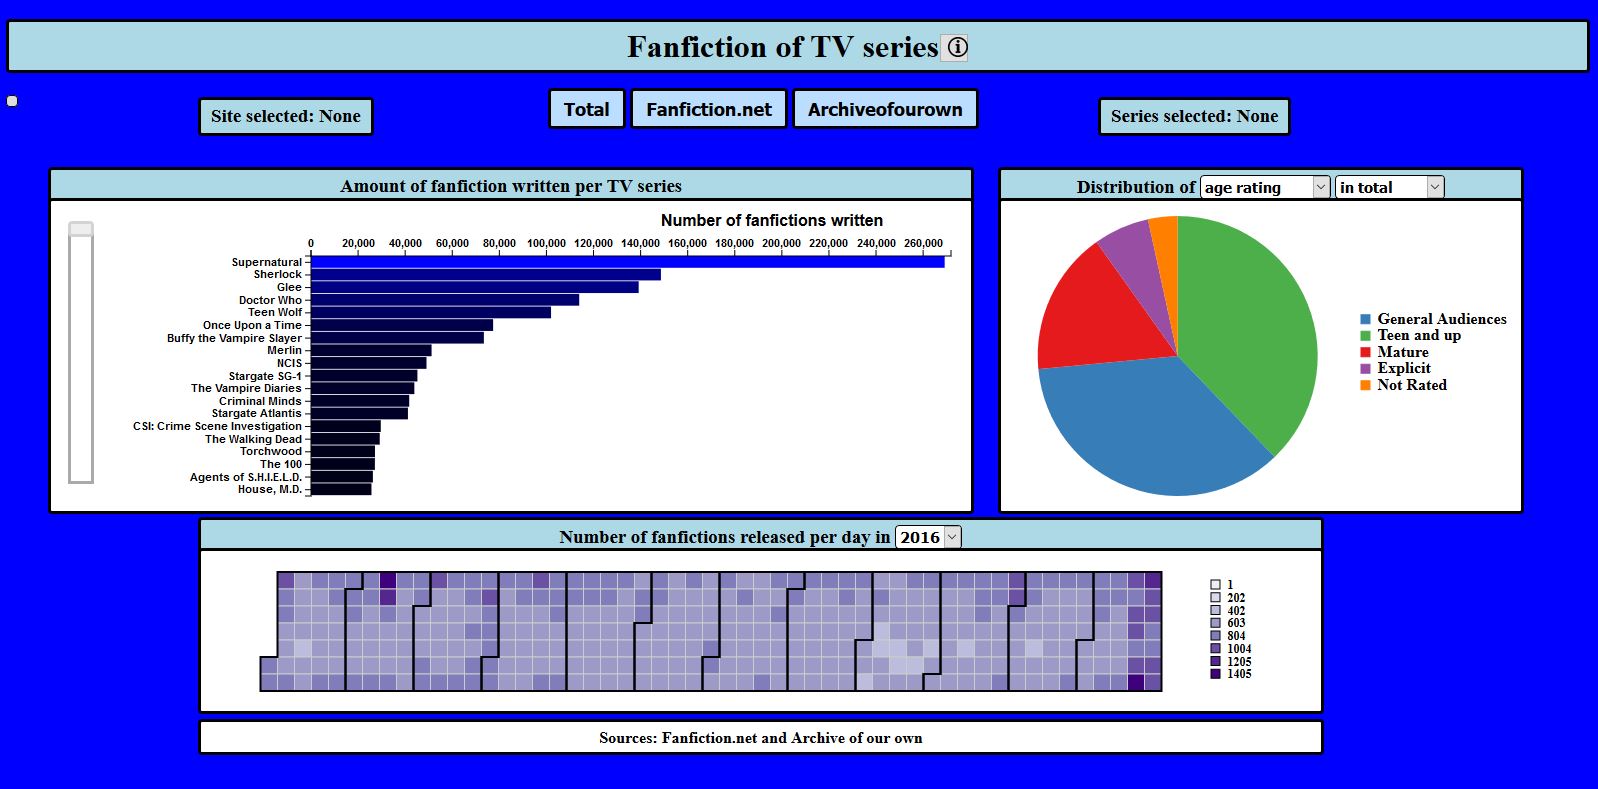 Fanfiction of TV series
Site selected: None
Total
Fanfiction.net
Archiveofourown
Series selected: None
Amount of fanfiction written per TV series
Number of fanfictions written
0 20,000 40,000 60,000 80,000 100,000 120,000 140,000 160,000 180,000 200,000 220,000 240,000 260,000
Supernatural
Sherlock
Glee
Doctor Who
Teen Wolf
Once Upon a Time
Buffy the Vampire Slayer
Merlin
NCIS
Stargate SG-1
The Vampire Diaries
Criminal Minds
Stargate Atlantis
CSI: Crime Scene Investigation
The Walking Dead
Torchwood
The 100
Agents of S.H.I.E.L.D.
House, M.D.
Distribution of age rating in total
General Audiences
Teen and up
Mature
Explicit
Not Rated
Number of fanfictions released per day in 2016
1
202
402
603
804
1004
1205
1405
Sources: Fanfiction.net and Archive of our own